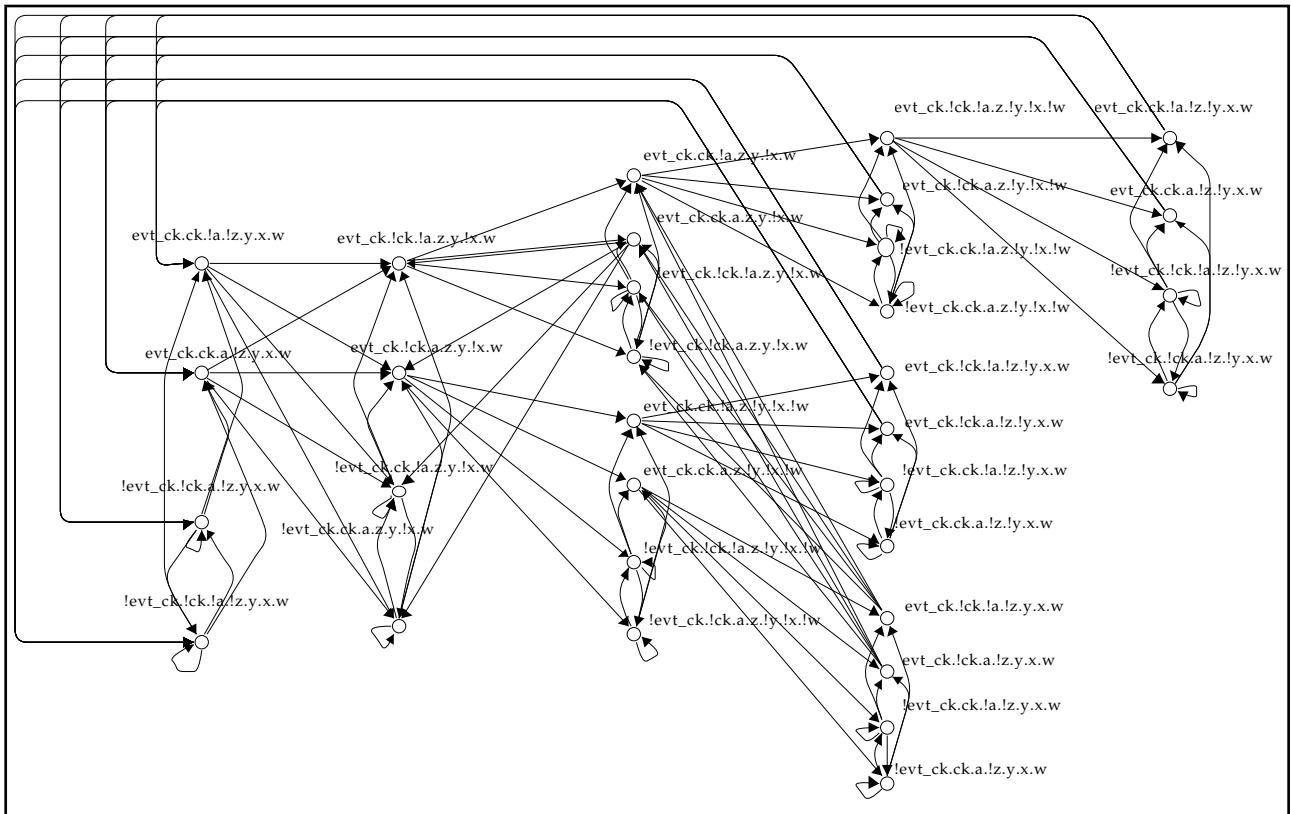 evt_ck.!ck.!a.z.!y.!x.!w
evt_ck.ck.!a.!z.!y.x.w
evt_ck.ck.!a.z.y.!x.w
evt_ck.!ck.a.z.!y.!x.!w
evt_ck.ck.a.!z.!y.x.w
evt_ck.ck.a.z.y.!x.w
evt_ck.ck.!a.!z.y.x.w
evt_ck.!ck.!a.z.y.!x.w
!evt_ck.ck.!a.z.!y.!x.!w
!evt_ck.!ck.!a.z.y.!x.w
!evt_ck.!ck.!a.!z.!y.x.w
!evt_ck.ck.a.z.!y.!x.!w
evt_ck.ck.a.!z.y.x.w
evt_ck.!ck.a.z.y.!x.w
!evt_ck.!ck.a.z.y.!x.w
!evt_ck.!ck.a.!z.!y.x.w
evt_ck.!ck.!a.!z.!y.x.w
evt_ck.ck.!a.z.!y.!x.!w
evt_ck.!ck.a.!z.!y.x.w
!evt_ck.!ck.a.!z.y.x.w
!evt_ck.ck.!a.z.y.!x.w
evt_ck.ck.a.z.!y.!x.!w
!evt_ck.ck.!a.!z.!y.x.w
!evt_ck.ck.a.z.y.!x.w
!evt_ck.ck.a.!z.!y.x.w
!evt_ck.!ck.!a.z.!y.!x.!w
!evt_ck.!ck.!a.!z.y.x.w
!evt_ck.!ck.a.z.!y.!x.!w
evt_ck.!ck.!a.!z.y.x.w
evt_ck.!ck.a.!z.y.x.w
!evt_ck.ck.!a.!z.y.x.w
!evt_ck.ck.a.!z.y.x.w